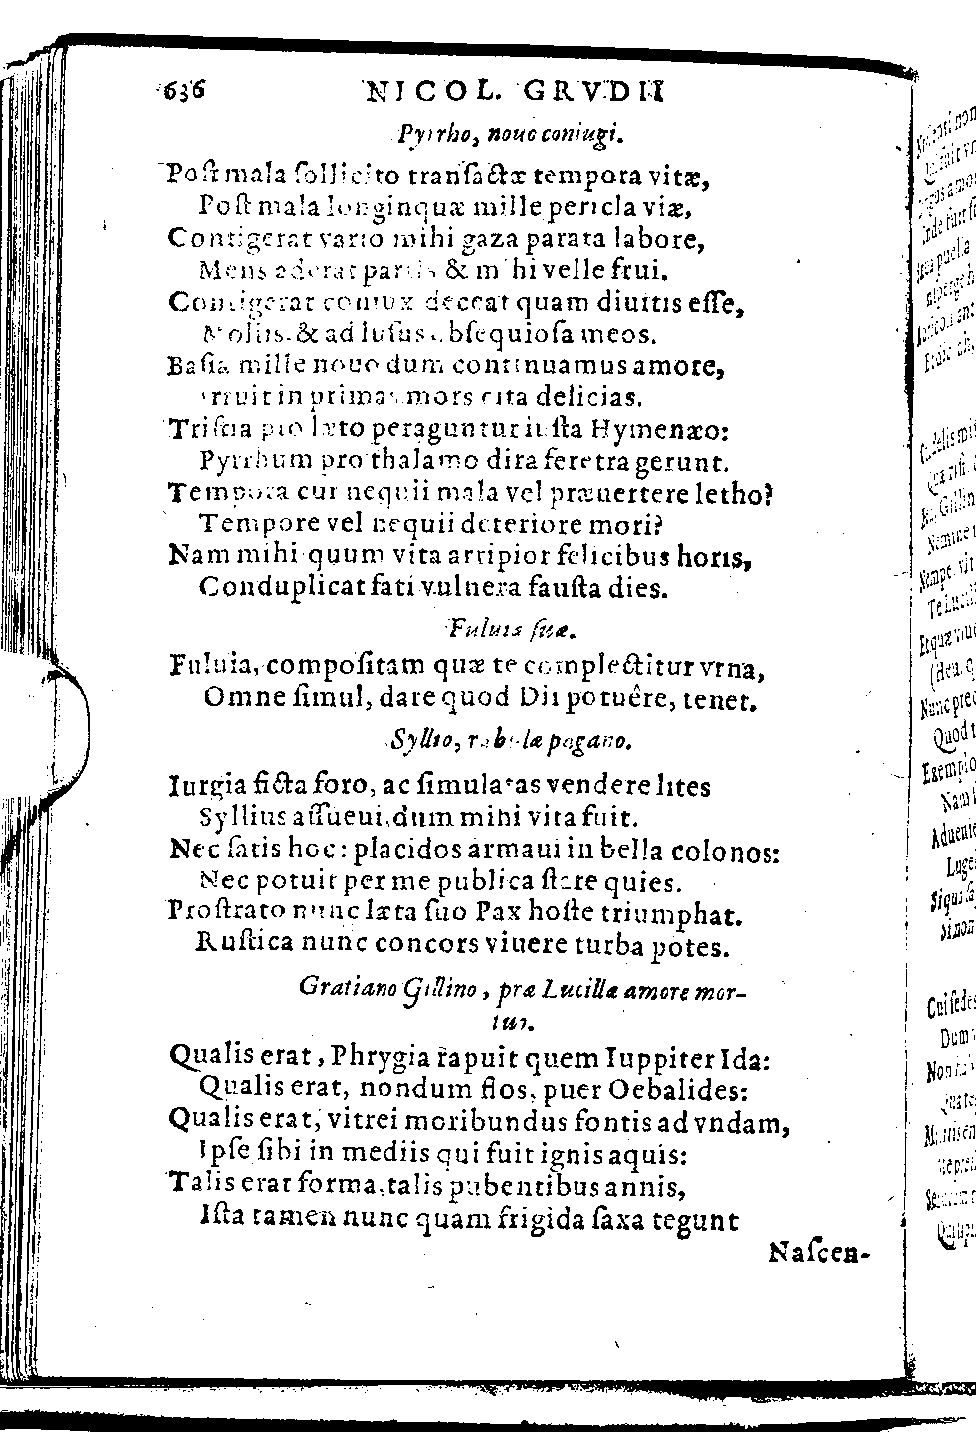 636 NICOL. GRVDII
Pyrrho, nouo coniugi.
Poſt mala ſollicito tranſactæ tempora vitæ,
Poſt mala longinquæ mille pericla viæ,
Contigerat vario mihi gaza parata labore,
Mens aderat partis & mihi velle frui.
Contigerat coniux deceat quam diuitis eſſe,
Mollis, & ad luſus obſequioſa meos.
Baſia mille nouo dum continuamus amore,
Irruit in primas mors cita delicias.
Triſtia pro læto peraguntur iuſta Hymenæo:
Pyrrhum pro thalamo dira feretra gerunt.
Tempora cur nequii mala vel præuertere letho?
Tempore vel nequii deteriore mori?
Nam mihi quum vita arripior felicibus horis,
Conduplicat fati vulnera fauſta dies.
Fuluiæ ſuæ.
Fuluia, compoſitam quæ te complectitur vrna,
Omne ſimul, dare quod Dii potuêre, tenet.
Syllio, rabulæ pagano.
Iurgia ficta foro, ac ſimulatas vendere lites
Syllius aſſueui, dum mihi vita fuit.
Nec ſatis hoc: placidos armaui in bella colonos:
Nec potuit per me publica ſtare quies.
Proſtrato nunc læta ſuo Pax hoſte triumphat.
Ruſtica nunc concors viuere turba potes.
Gratiano Gillino, præ Lucillæ amore mor-
tuo.
Qualis erat, Phrygia rapuit quem Iuppiter Ida:
Qualis erat, nondum flos, puer Oebalides:
Qualis erat, vitrei moribundus fontis ad vndam,
Ipſe ſibi in mediis qui fuit ignis aquis:
Talis erat forma, talis pubentibus annis,
Iſta tamen nunc quam frigida ſaxa tegunt
Naſcen-